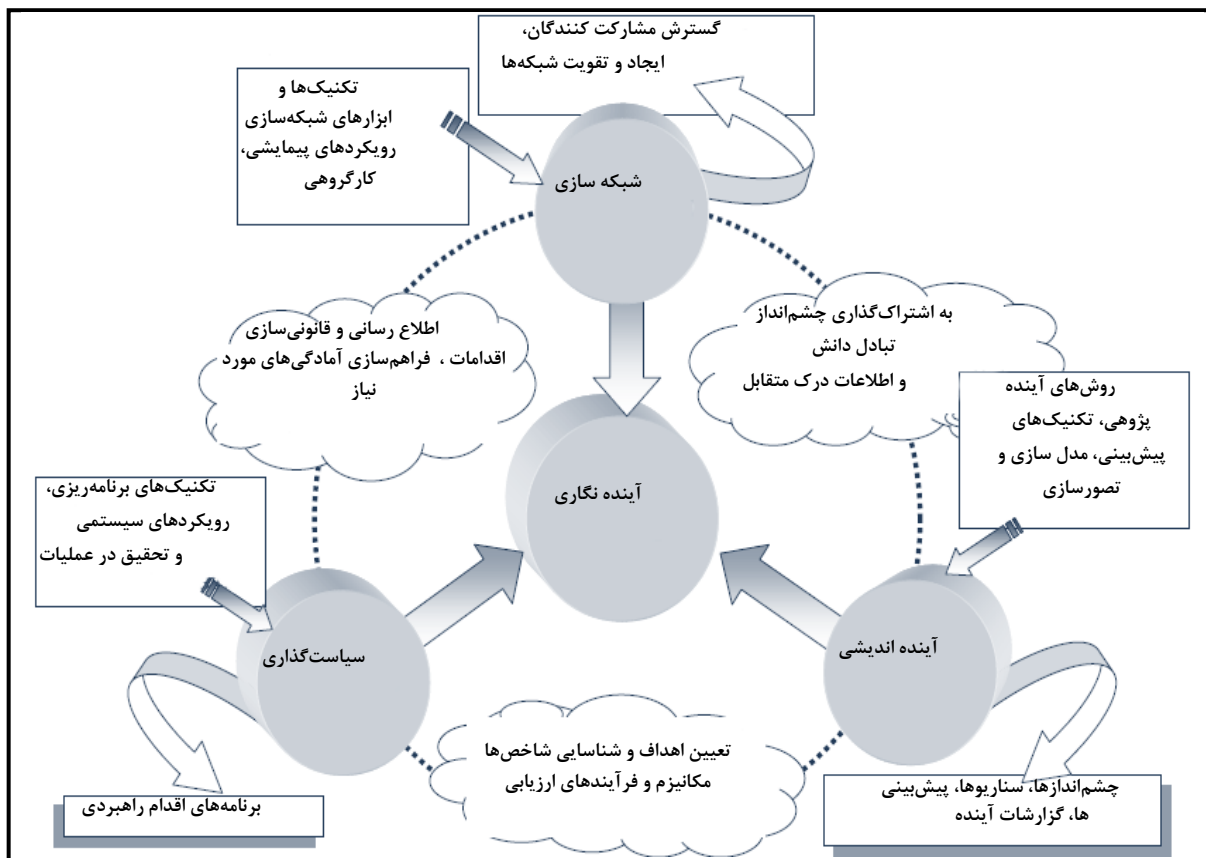 گسترش مشارکت کنندگان،
ایجاد و تقویت شبکه‌ها
تکنیک‌ها و
ابزارهای شبکه‌سازی
رویکردهای پیمایشی،
کارگروهی
شبکه سازی
اطلاع رسانی و قانونی‌سازی
اقدامات ، فراهم‌سازی آمادگی‌های مورد
نیاز
به اشتراک‌گذاری چشم‌انداز
تبادل دانش
و اطلاعات درک متقابل
روش‌های آینده
پژوهی، تکنیک‌های
پیش‌بینی، مدل سازی و
تصورسازی
آینده نگاری
تکنیک‌های برنامه‌ریزی،
رویکردهای سیستمی
و تحقیق در عملیات
سیاست‌گذاری
آینده اندیشی
تعیین اهداف و شناسایی شاخص‌ها
مکانیزم و فرآیندهای ارزیابی
برنامه‌های اقدام راهبردی
چشم‌اندازها، سناریوها، پیش‌بینی
ها، گزارشات آینده